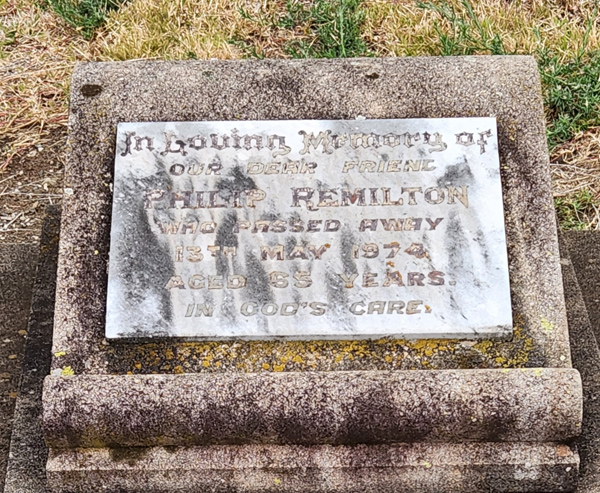 In Loving Memory of
OUR DEAR FRIEND
PHILIP REMILTON
WHO PASSED AWAY
13TH MAY 1974,
AGED 65 YEARS.
IN GOD'S CARE.